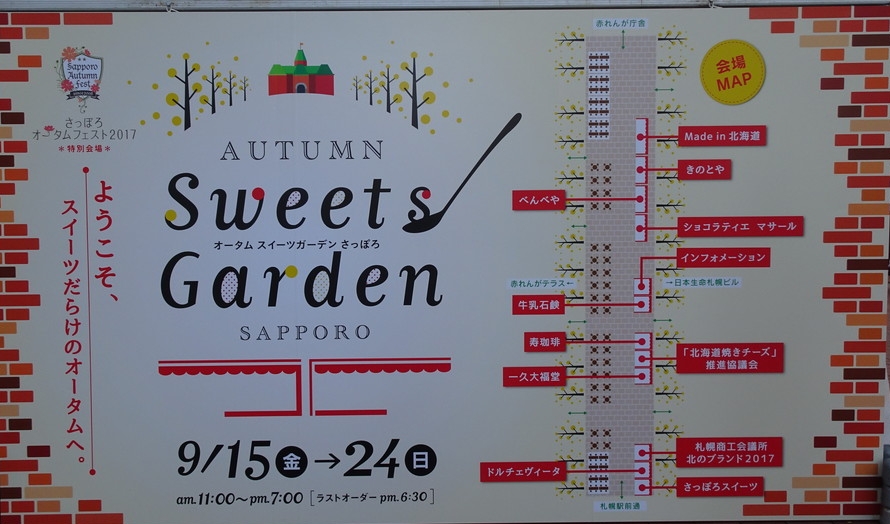 Sapporo
Autumn
Fest
さっぽろ
オータムフェスト2017
＊特別会場＊
ようこそ、
スイーツだらけのオータムへ。
AUTUMN
Sweets
オータム スイーツガーデン さっぽろ
Garden
SAPPORO
9/15金→24日
am.11:00〜pm.7:00 [ラストオーダー pm.6:30]
会場
MAP
赤れんが庁舎
Made in 北海道
きのとや
べんべや
ショコラティエ マサール
インフォメーション
赤れんがテラス←
→日本生命札幌ビル
牛乳石鹸
寿珈琲
「北海道焼きチーズ」
推進協議会
一久大福堂
札幌商工会議所
北のブランド2017
ドルチェヴィータ
さっぽろスイーツ
札幌駅前通